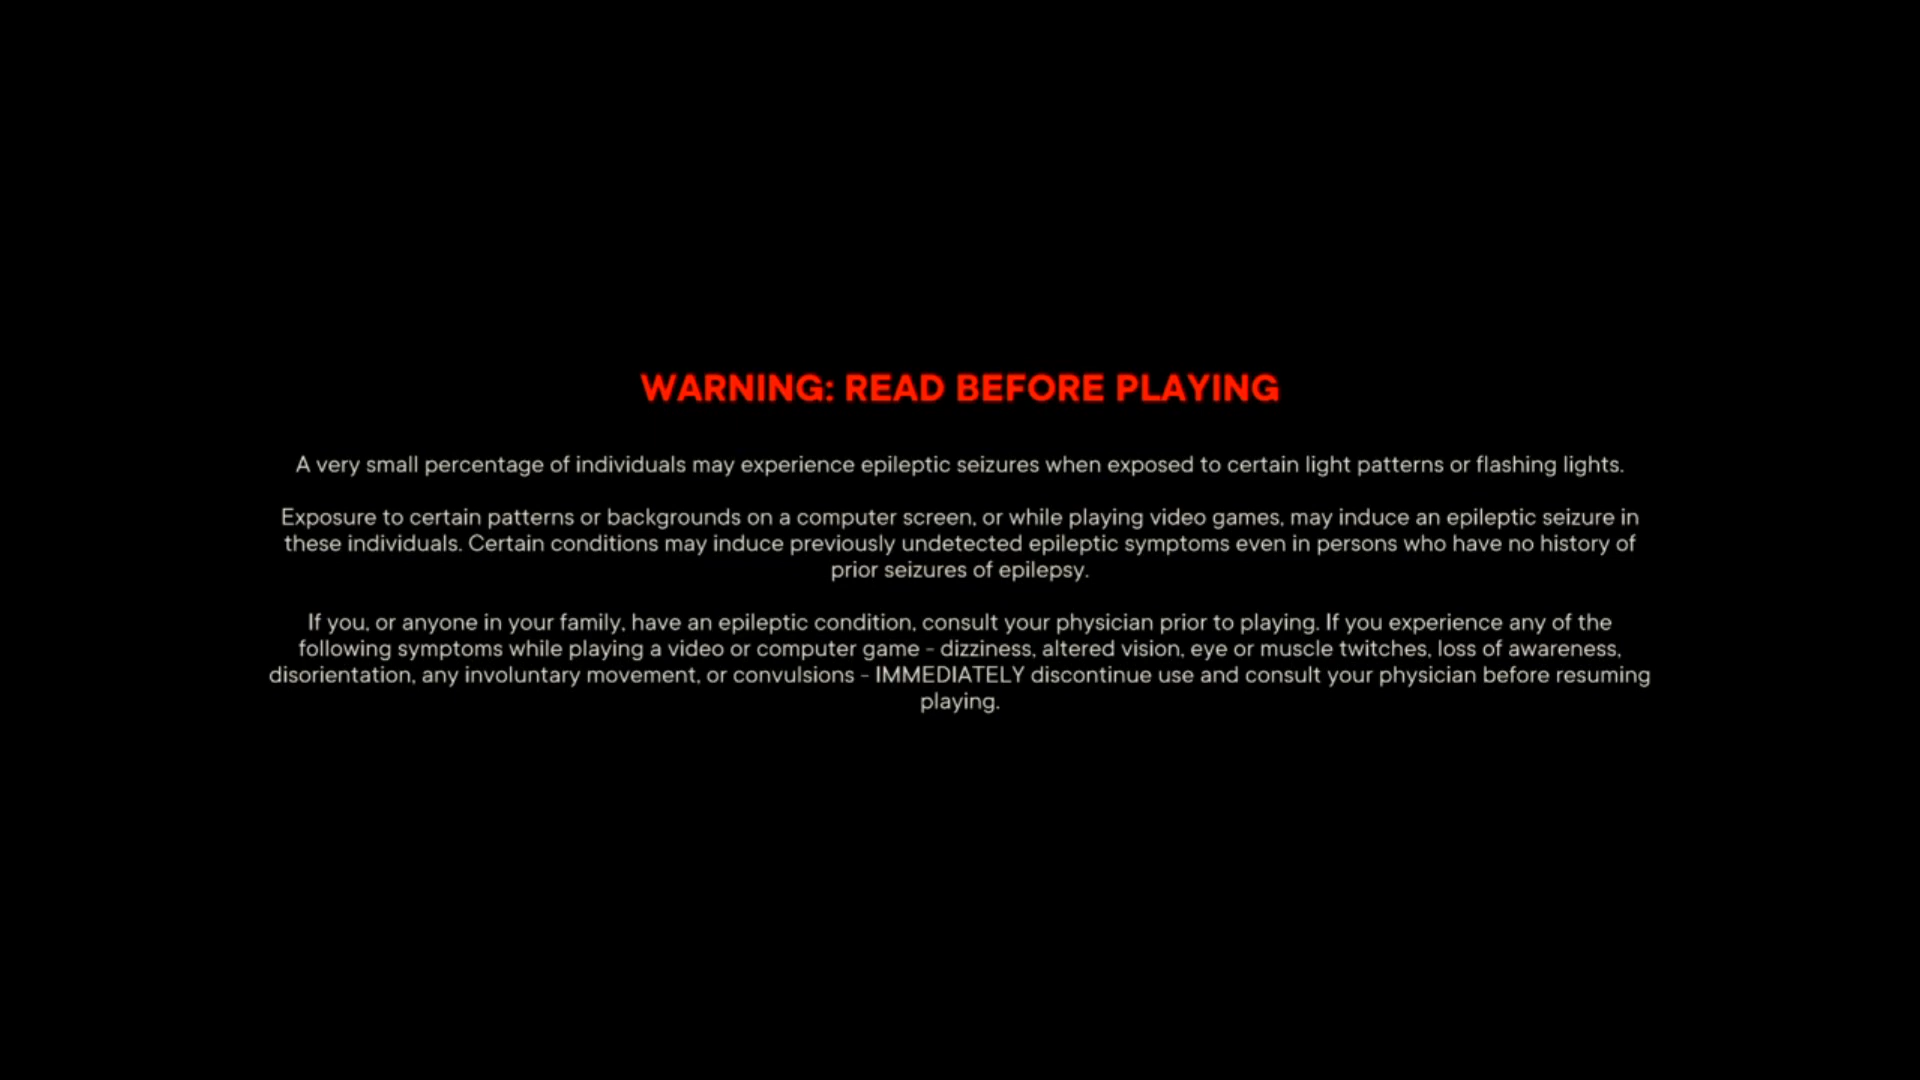 WARNING: READ BEFORE PLAYING
A very small percentage of individuals may experience epileptic seizures when exposed to certain light patterns or flashing lights.
Exposure to certain patterns or backgrounds on a computer screen, or while playing video games, may induce an epileptic seizure in
these individuals. Certain conditions may induce previously undetected epileptic symptoms even in persons who have no history of
prior seizures of epilepsy.
If you, or anyone in your family, have an epileptic condition, consult your physician prior to playing. If you experience any of the
following symptoms while playing a video or computer game - dizziness, altered vision, eye or muscle twitches, loss of awareness,
disorientation, any involuntary movement, or convulsions - IMMEDIATELY discontinue use and consult your physician before resuming
playing.